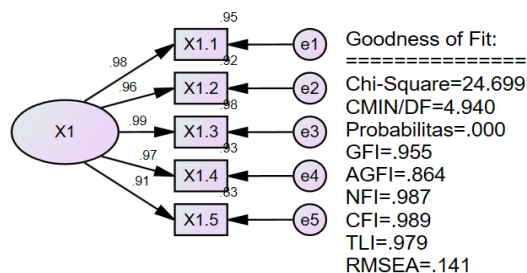 .95
X1.1
e1
.98
.92
X1.2
e2
.96
.98
X1
.99
X1.3
e3
.93
.97
X1.4
e4
.83
.91
X1.5
e5
Goodness of Fit:
===============
Chi-Square=24.699
CMIN/DF=4.940
Probabilitas=.000
GFI=.955
AGFI=.864
NFI=.987
CFI=.989
TLI=.979
RMSEA=.141